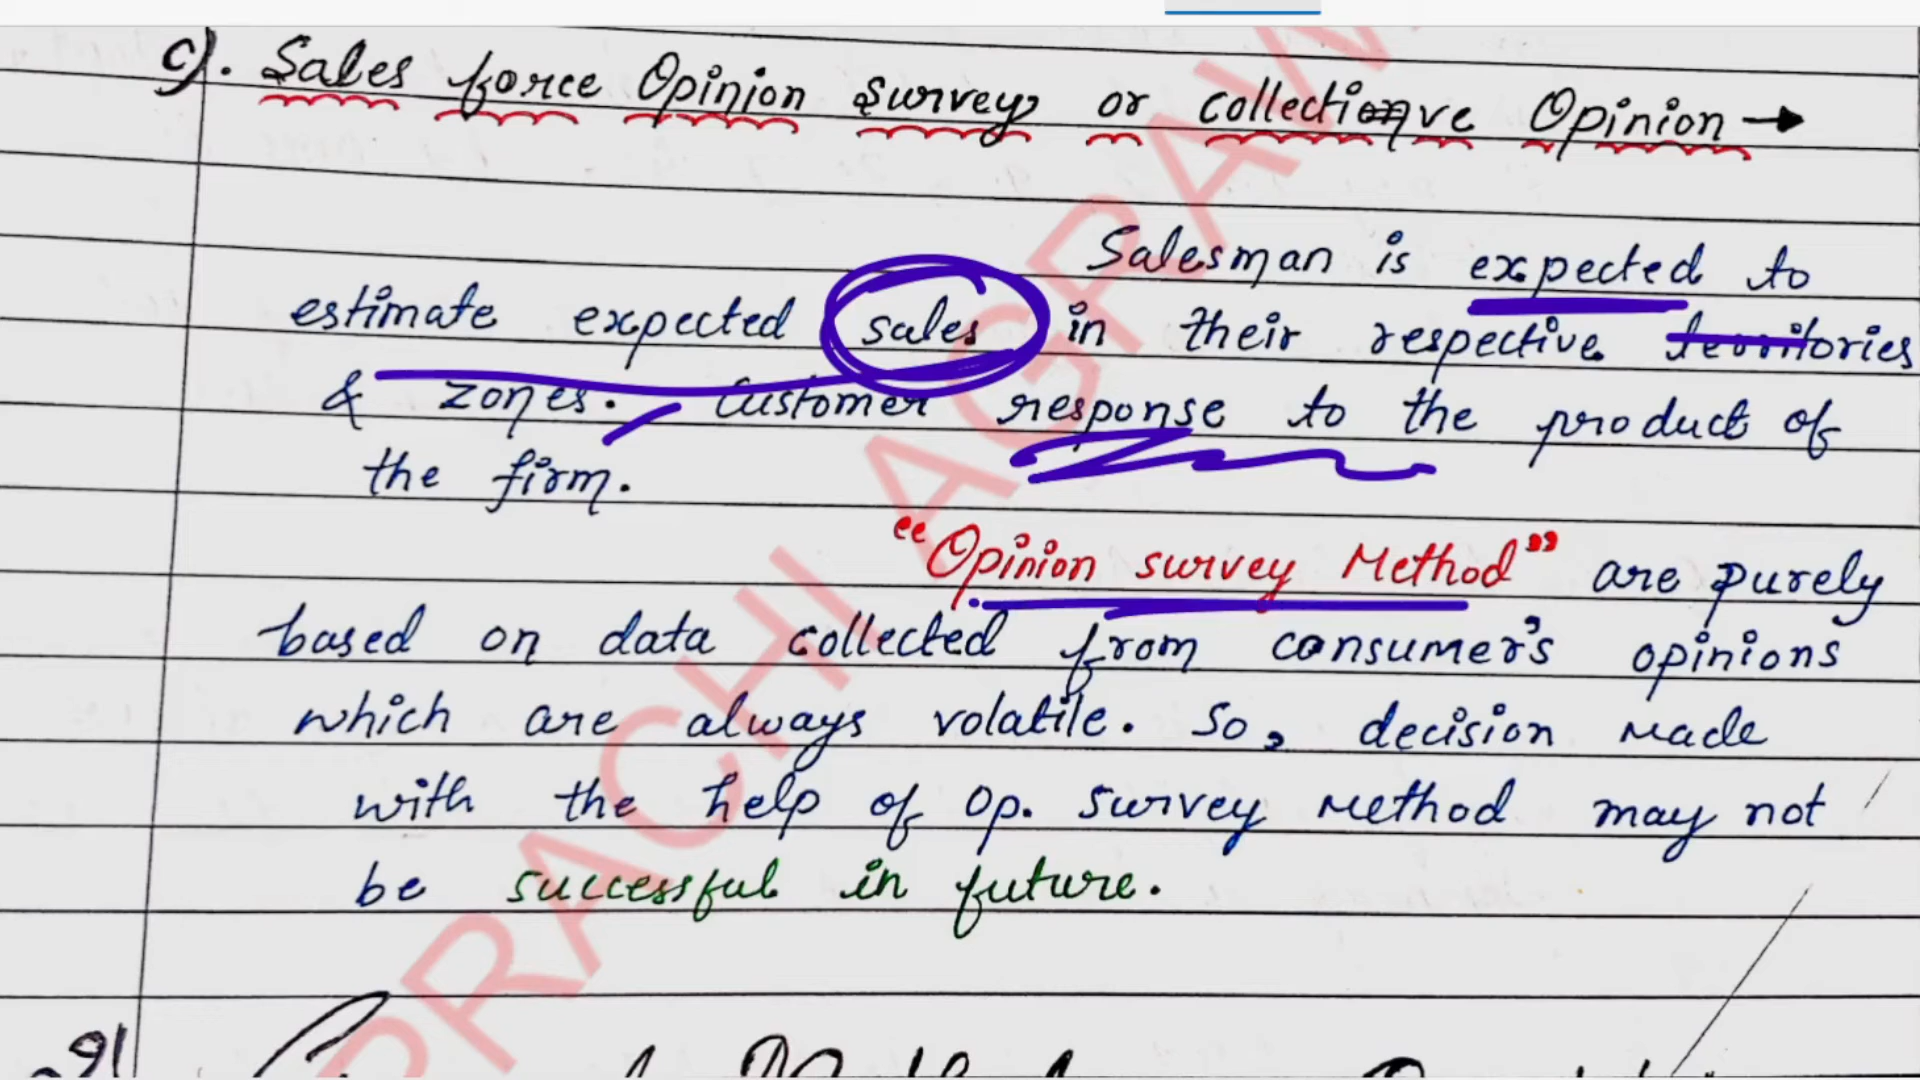 c). Sales force Opinion Survey or collective Opinion →
Salesman is expected to
estimate expected sales in their respective territories
& zones. Customer response to the product of
the firm.
"Opinion survey Method" are purely
based on data collected from consumer's opinions
which are always volatile. So, decision made
with the help of op. survey Method may not
be successful in future.
PRACHI AGRAW